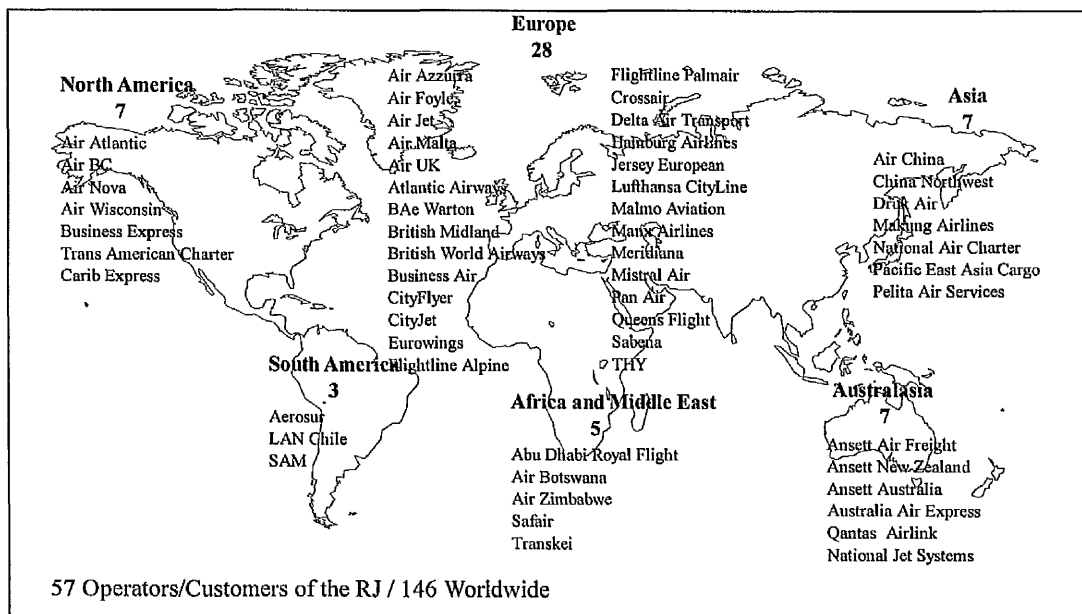 Europe
28
North America
7
Air Atlantic
Air BC
Air Nova
Air Wisconsin
Business Express
Trans American Charter
Carib Express
Air Azzurra
Air Foyle
Air Jet
Air Malta
Air UK
Atlantic Airways
BAe Warton
British Midland
British World Airways
Business Air
CityFlyer
CityJet
Eurowings
Flightline Alpine
Flightline Palmair
Crossair
Delta Air Transport
Hamburg Airlines
Jersey European
Lufthansa CityLine
Malmo Aviation
Manx Airlines
Meridiana
Mistral Air
Pan Air
Queens Flight
Sabena
THY
Asia
7
Air China
China Northwest
Druk Air
Makung Airlines
National Air Charter
Pacific East Asia Cargo
Pelita Air Services
South America
3
Aerosur
LAN Chile
SAM
Africa and Middle East
5
Abu Dhabi Royal Flight
Air Botswana
Air Zimbabwe
Safair
Transkei
Australasia
7
Ansett Air Freight
Ansett New Zealand
Ansett Australia
Australia Air Express
Qantas Airlink
National Jet Systems
57 Operators/Customers of the RJ / 146 Worldwide